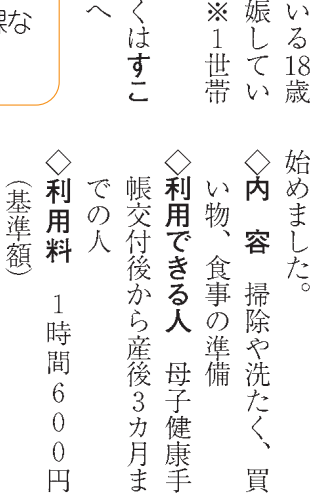 いる18歳
娠してい
※1世帯
くはすこ
へ
な
始めました。
◇内　容　掃除や洗たく、買
い物、食事の準備
◇利用できる人　母子健康手
帳交付後から産後3カ月ま
での人
◇利用料　1時間600円
（基準額）